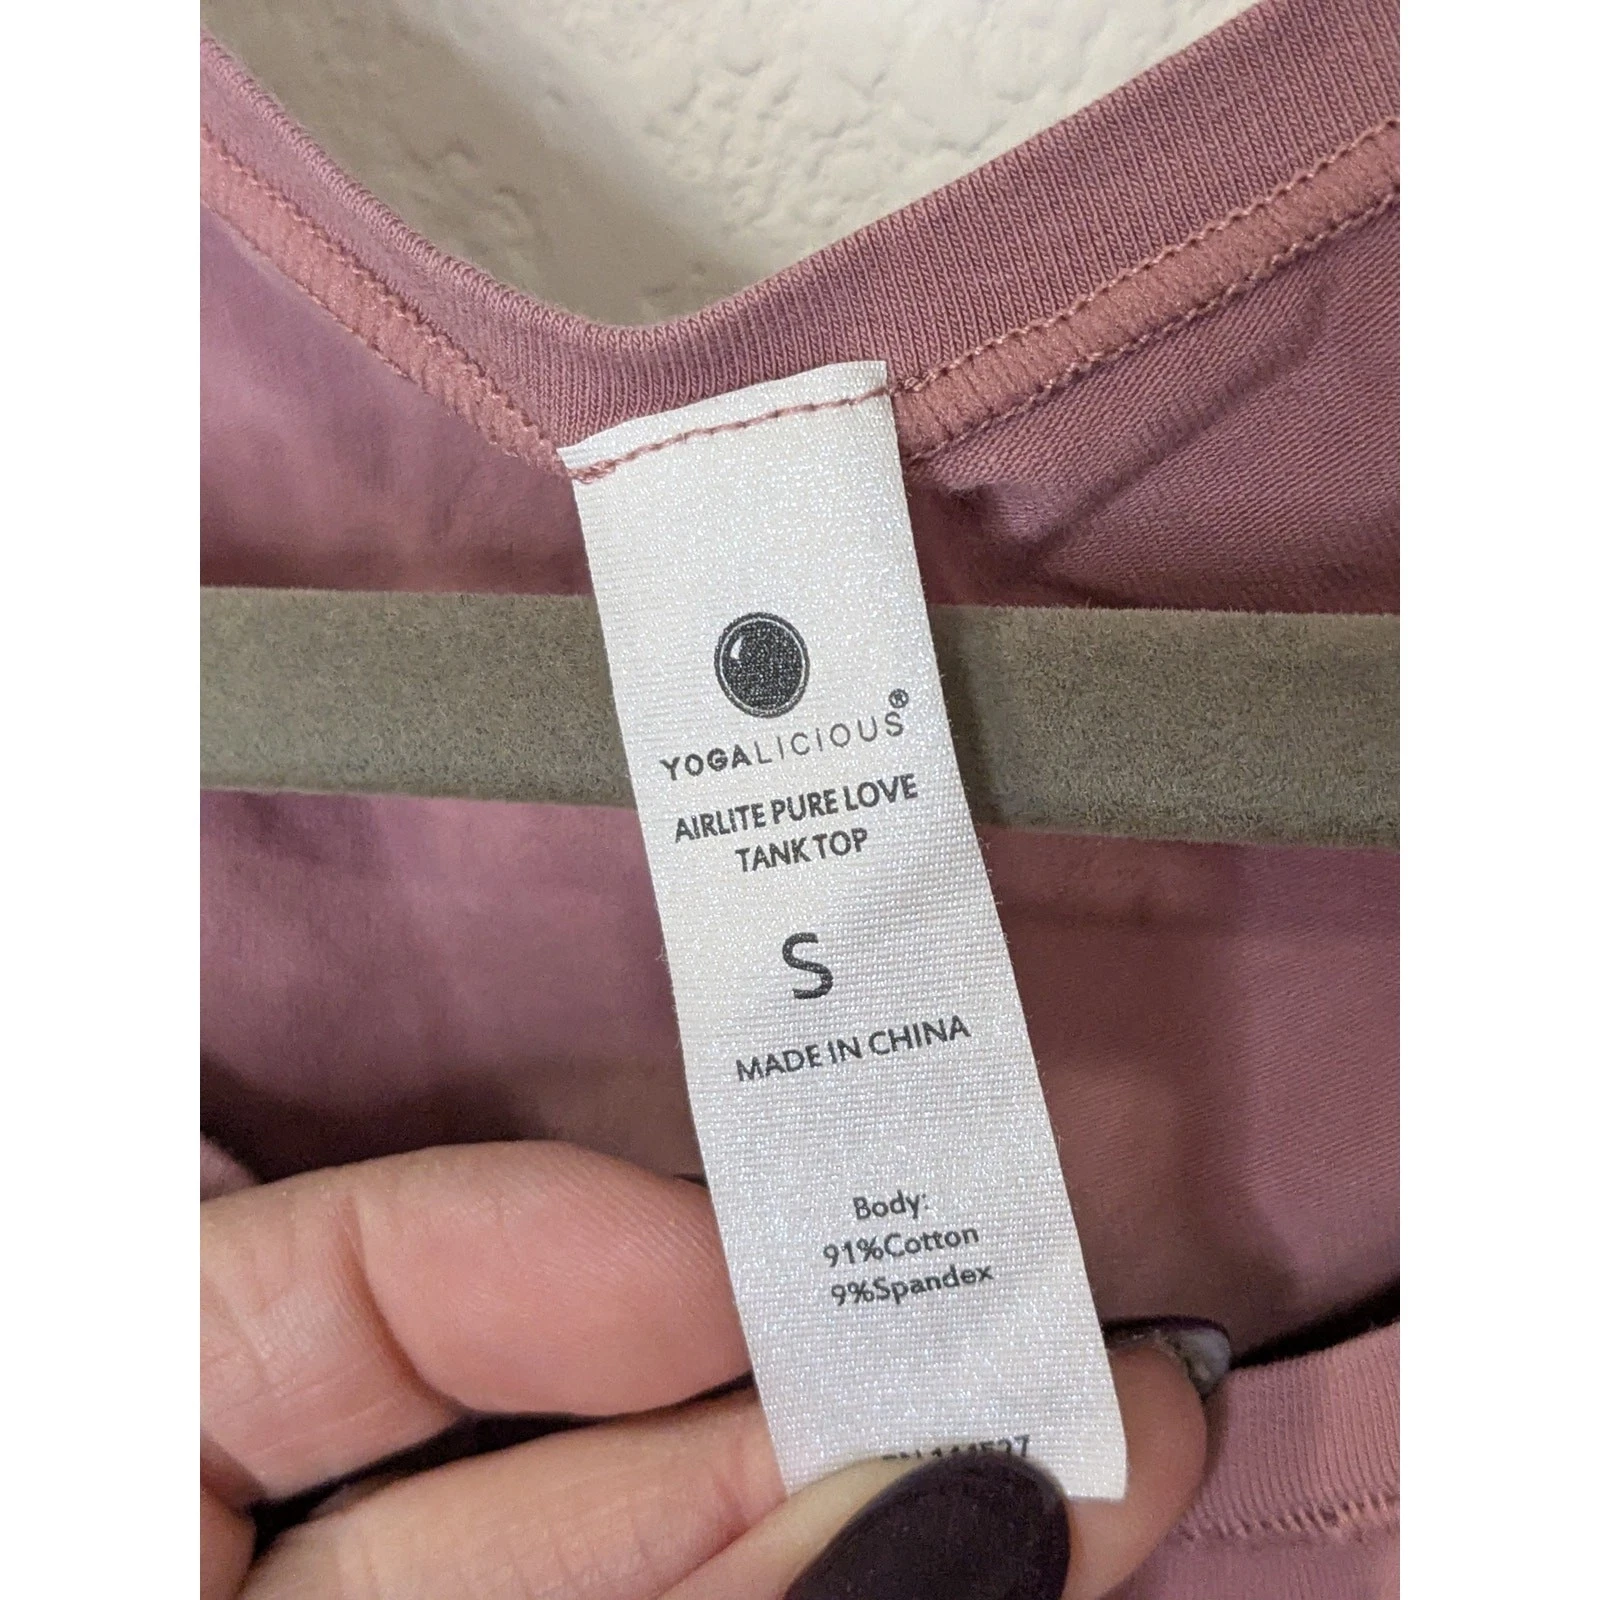 YOGALICIOUS®
AIRLITE PURE LOVE
TANK TOP
S
MADE IN CHINA
Body:
91%Cotton
9%Spandex